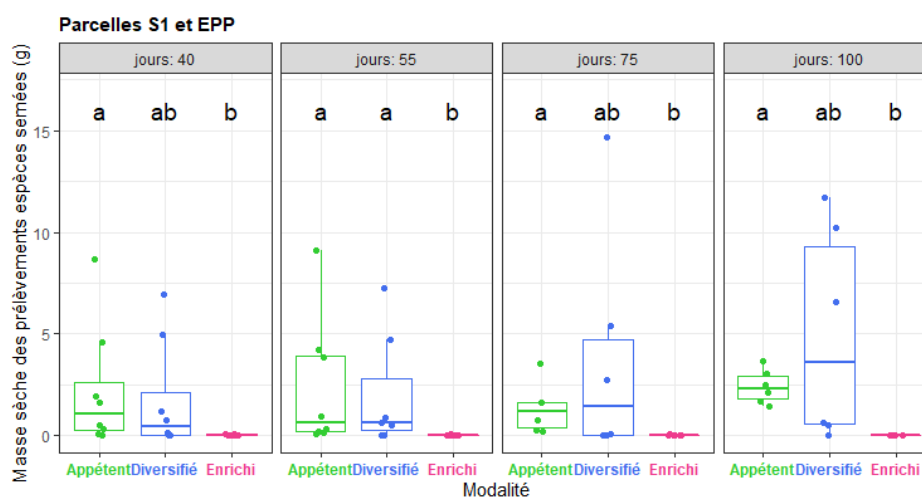 Parcelles S1 et EPP
jours: 40 jours: 55 jours: 75 jours: 100
a ab b a a b a ab b a ab b
Masse sèche des prélèvements espèces semées (g)
15
10
5
0
Appétent Diversifié Enrichi Appétent Diversifié Enrichi Appétent Diversifié Enrichi Appétent Diversifié Enrichi
Modalité